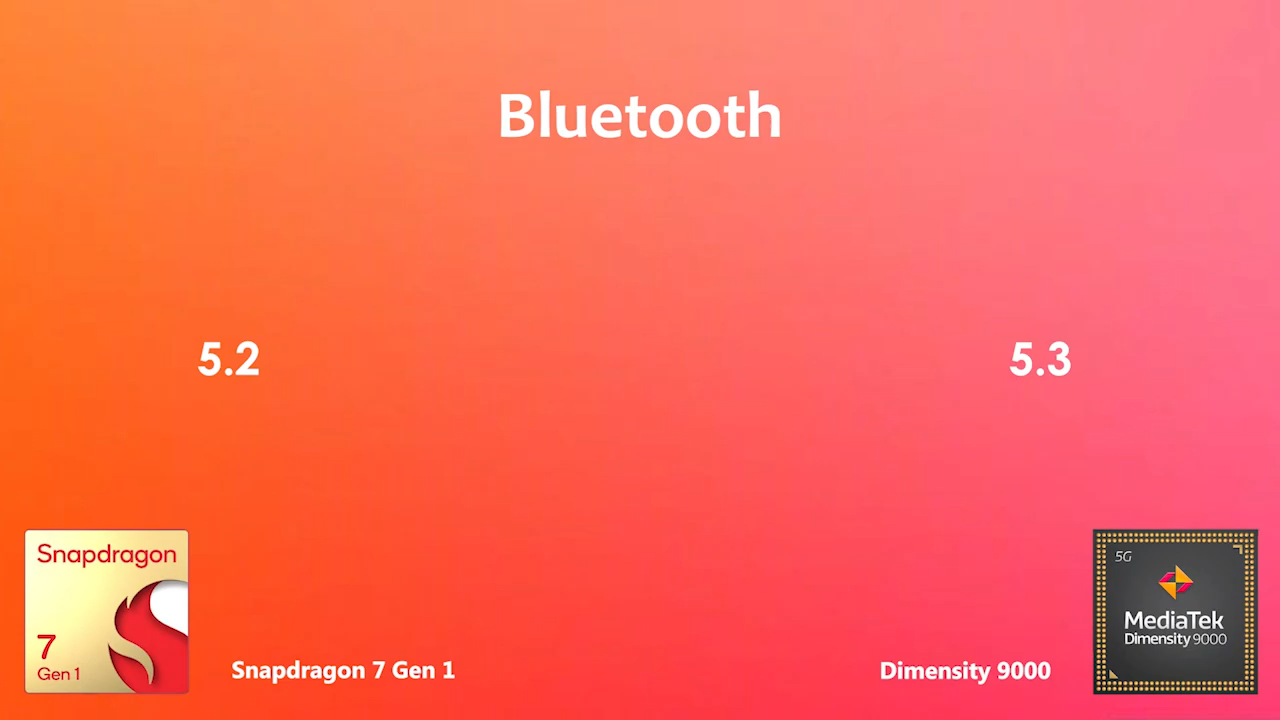 Bluetooth
5.2
5.3
Snapdragon
7
Gen 1
Snapdragon 7 Gen 1
Dimensity 9000
5G
MediaTek
Dimensity 9000